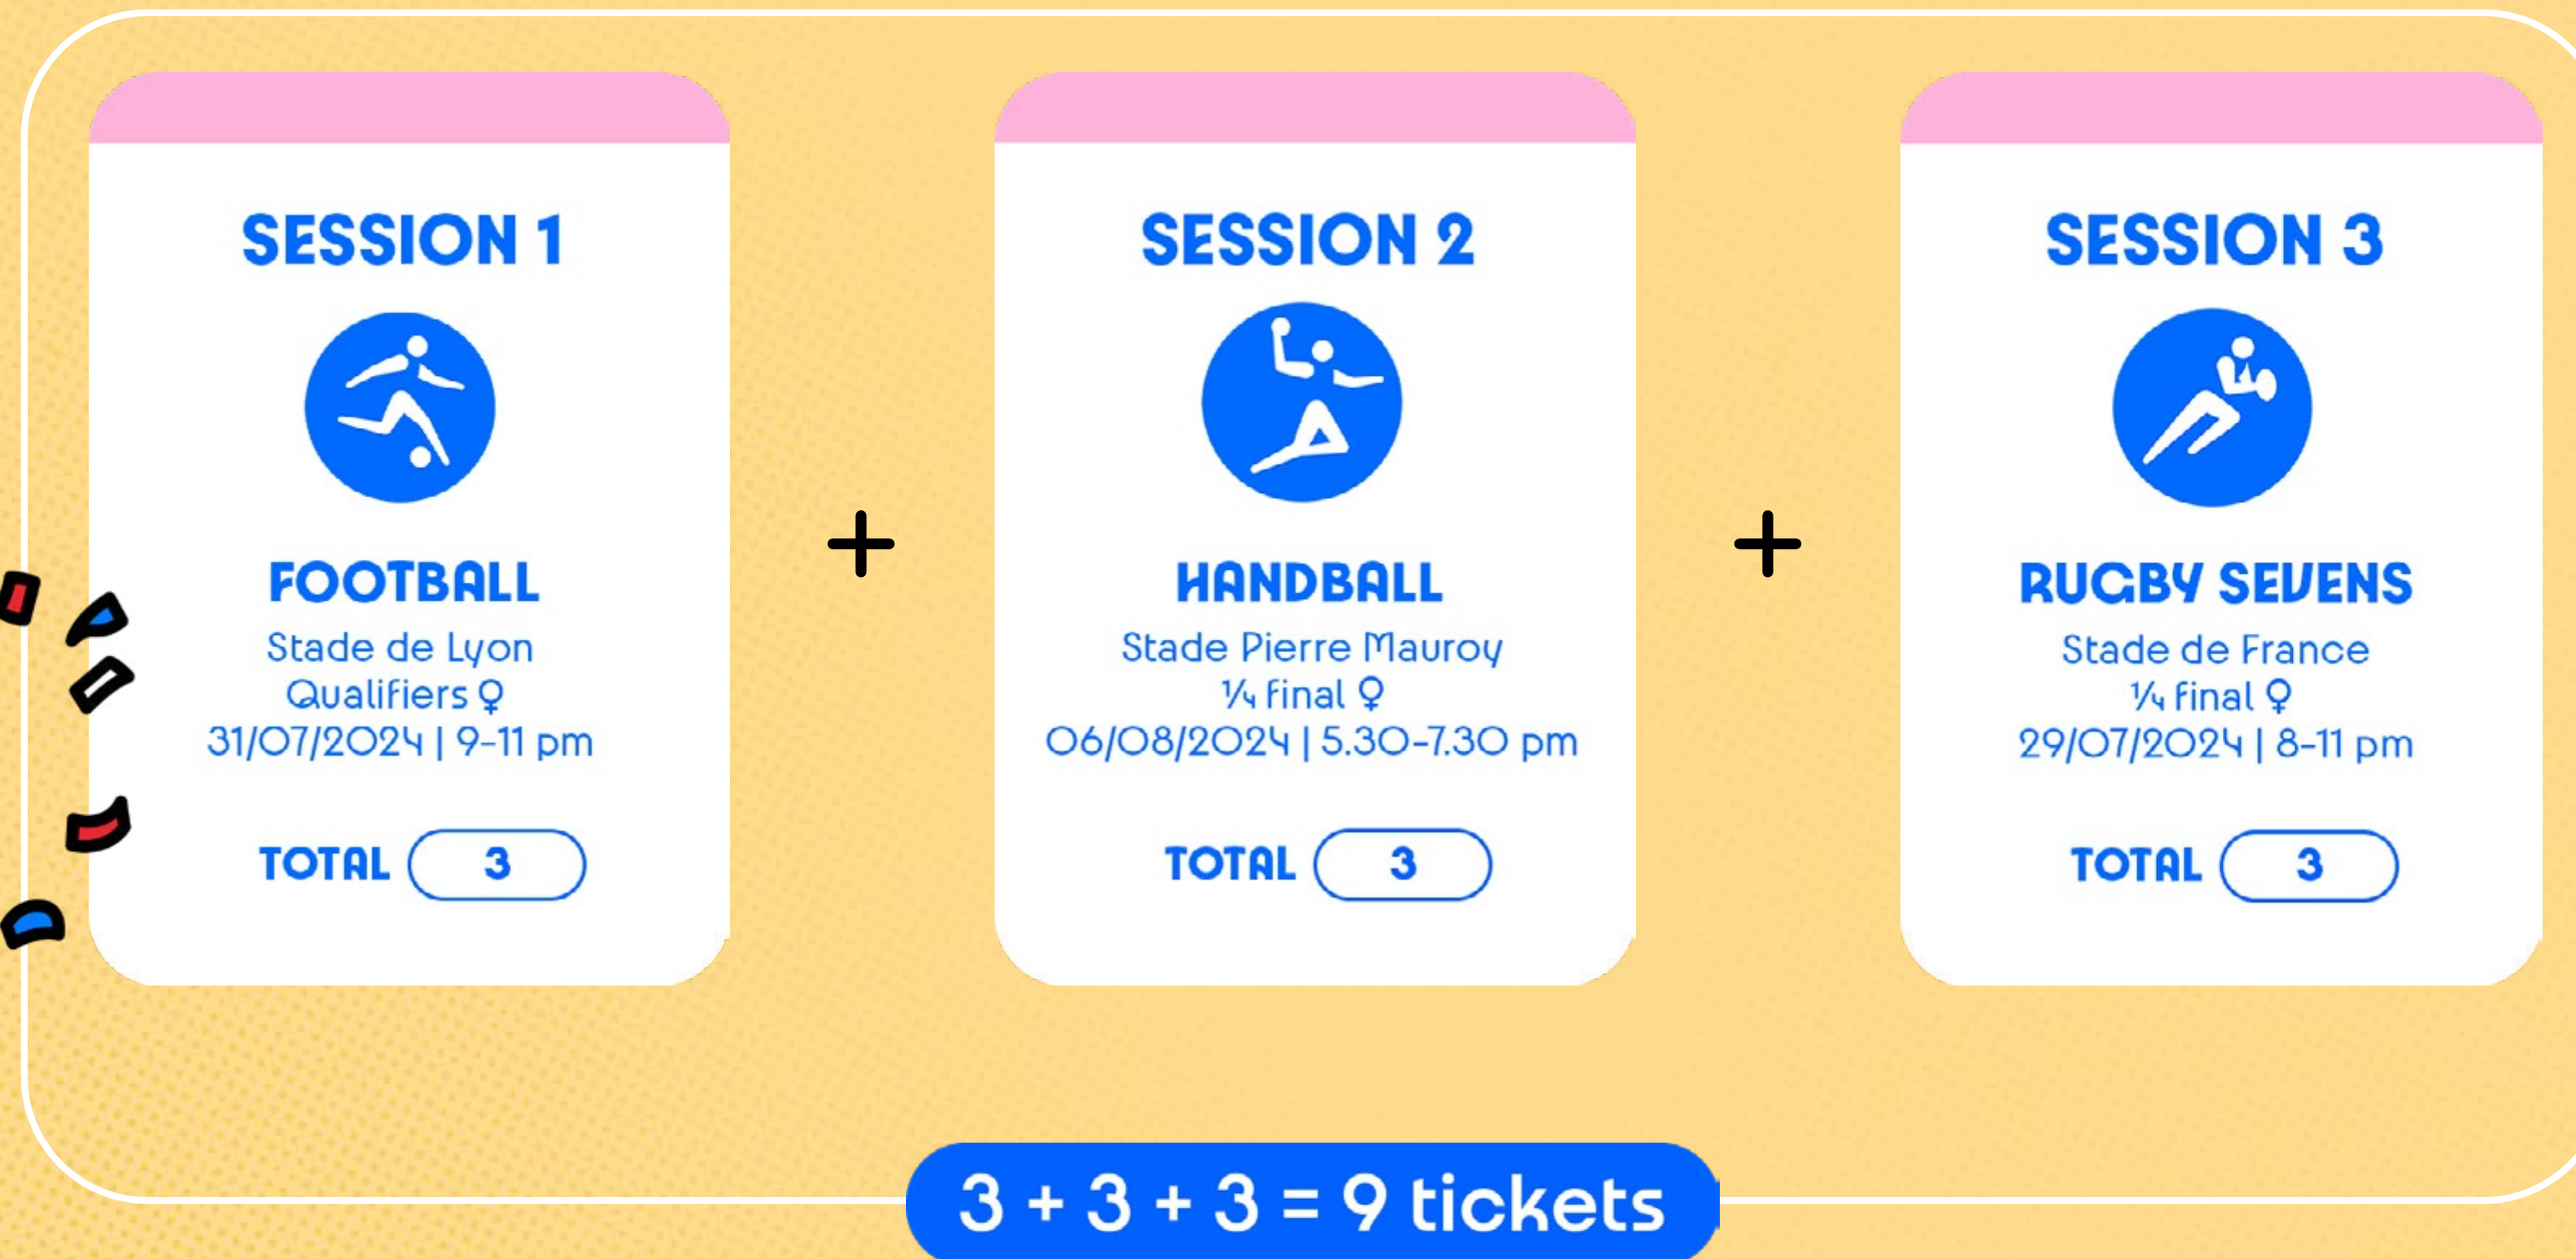 SESSION 1
FOOTBALL
Stade de Lyon
Qualifiers ♀
31/07/2024 | 9-11 pm
TOTAL 3
+
SESSION 2
HANDBALL
Stade Pierre Mauroy
¼ final ♀
06/08/2024 | 5.30-7.30 pm
TOTAL 3
+
SESSION 3
RUGBY SEVENS
Stade de France
¼ final ♀
29/07/2024 | 8-11 pm
TOTAL 3
3 + 3 + 3 = 9 tickets